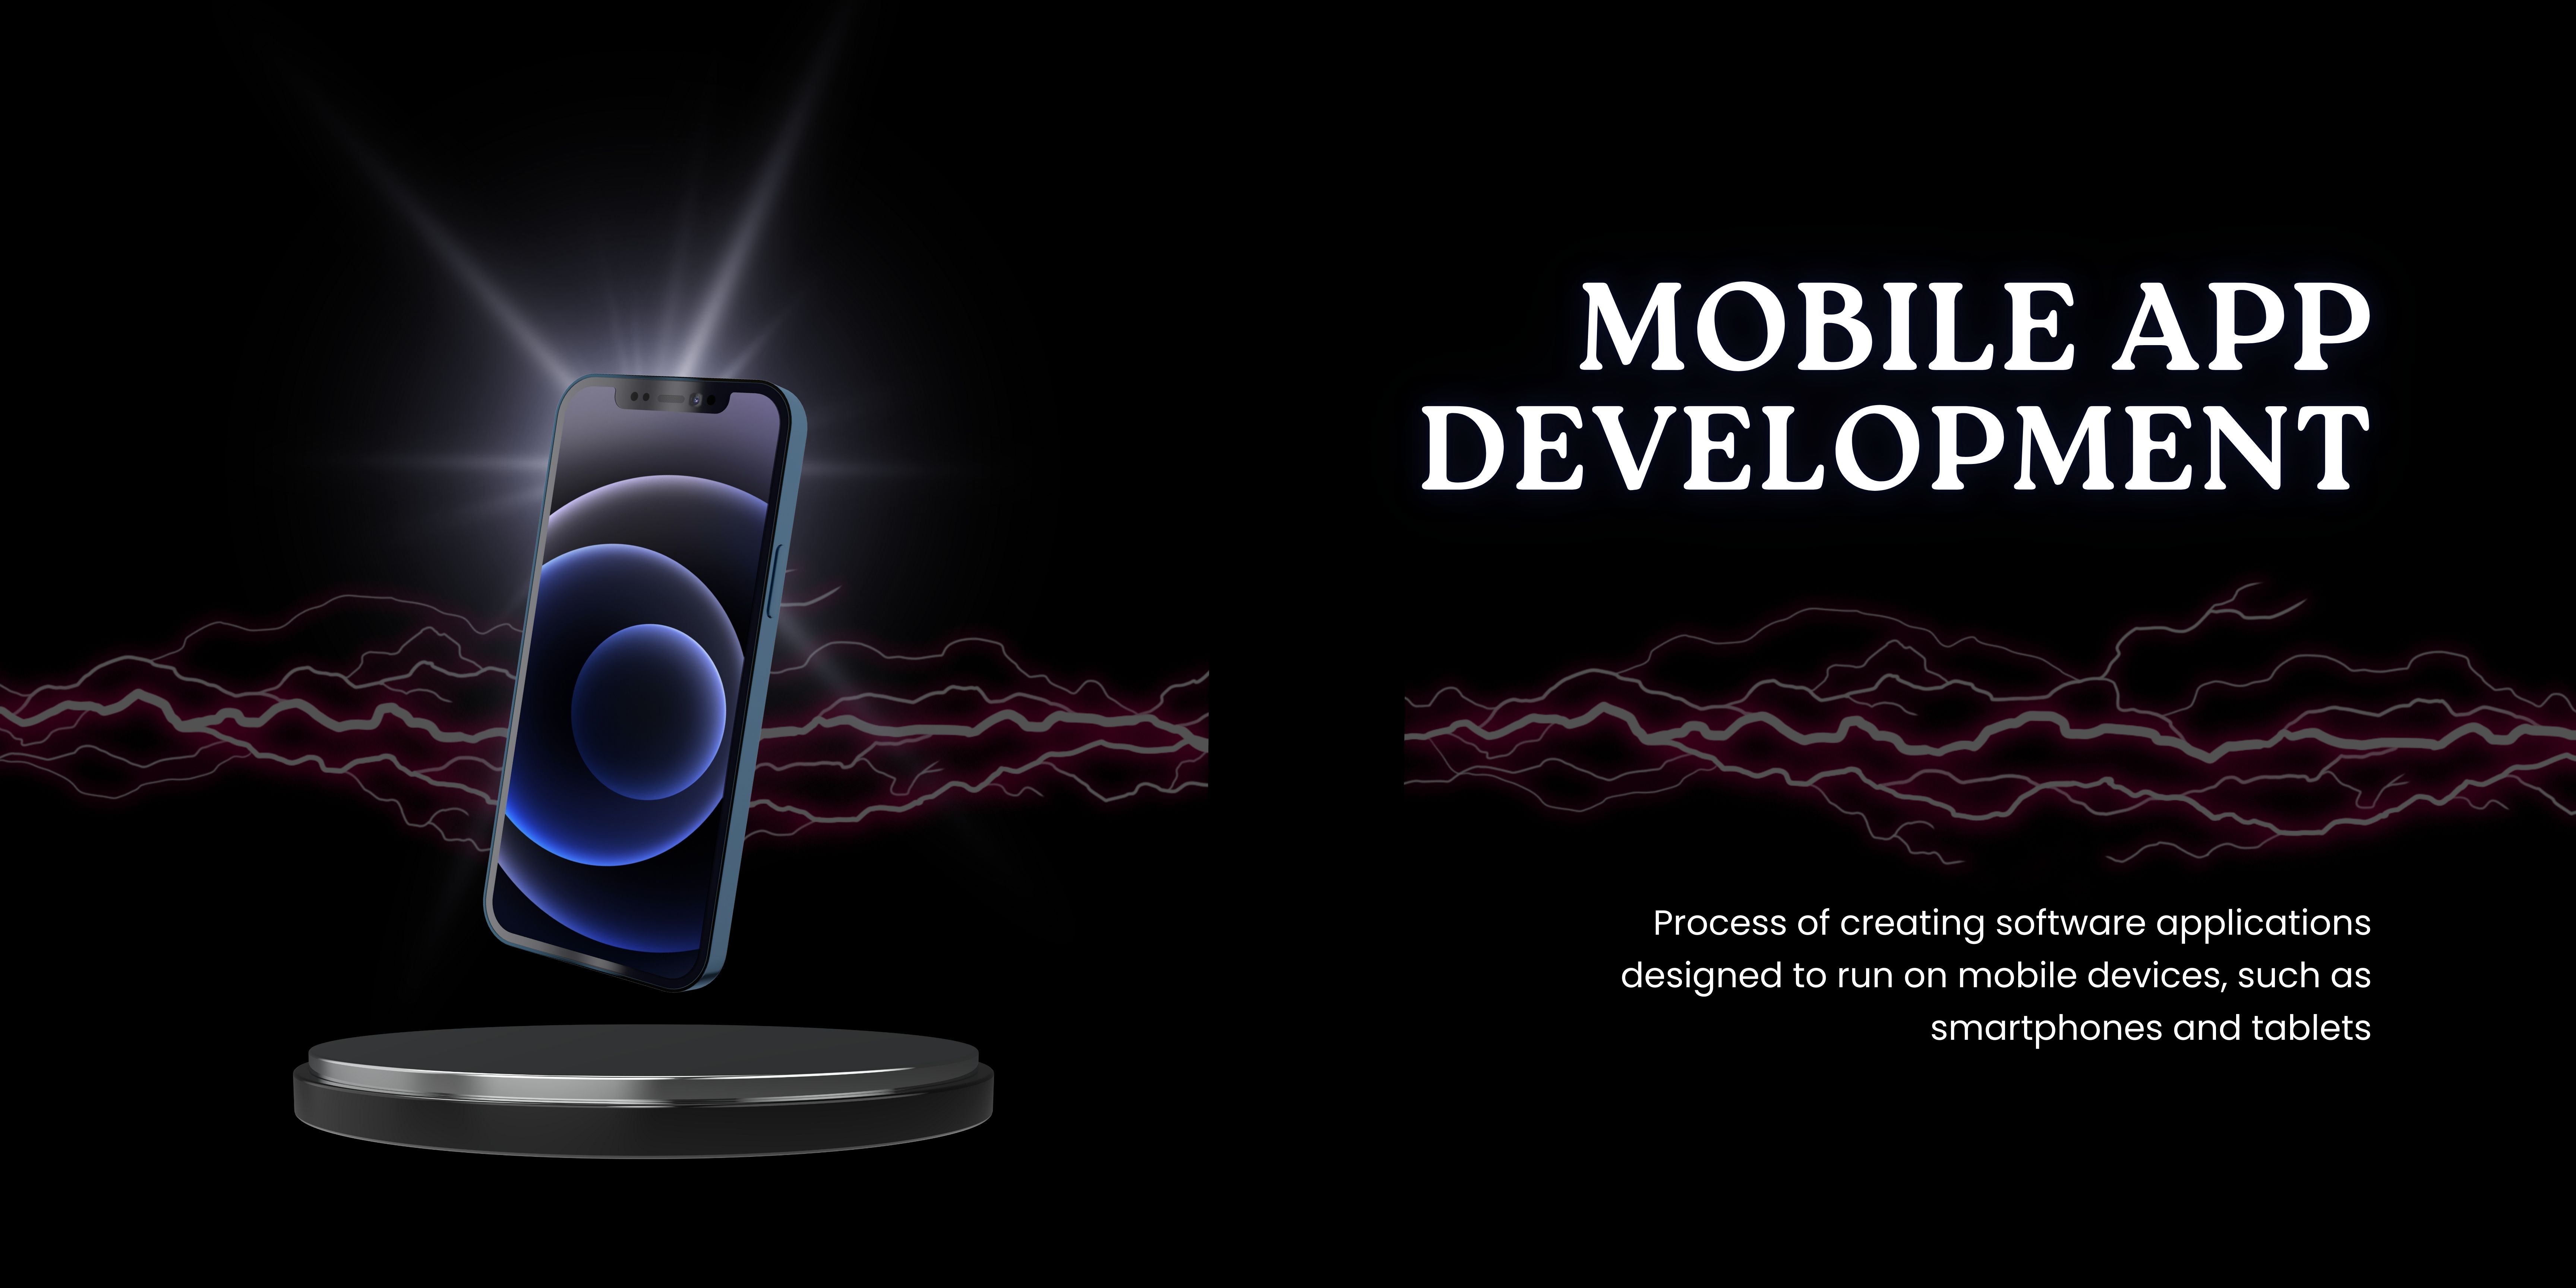 MOBILE APP
DEVELOPMENT
Process of creating software applications
designed to run on mobile devices, such as
smartphones and tablets